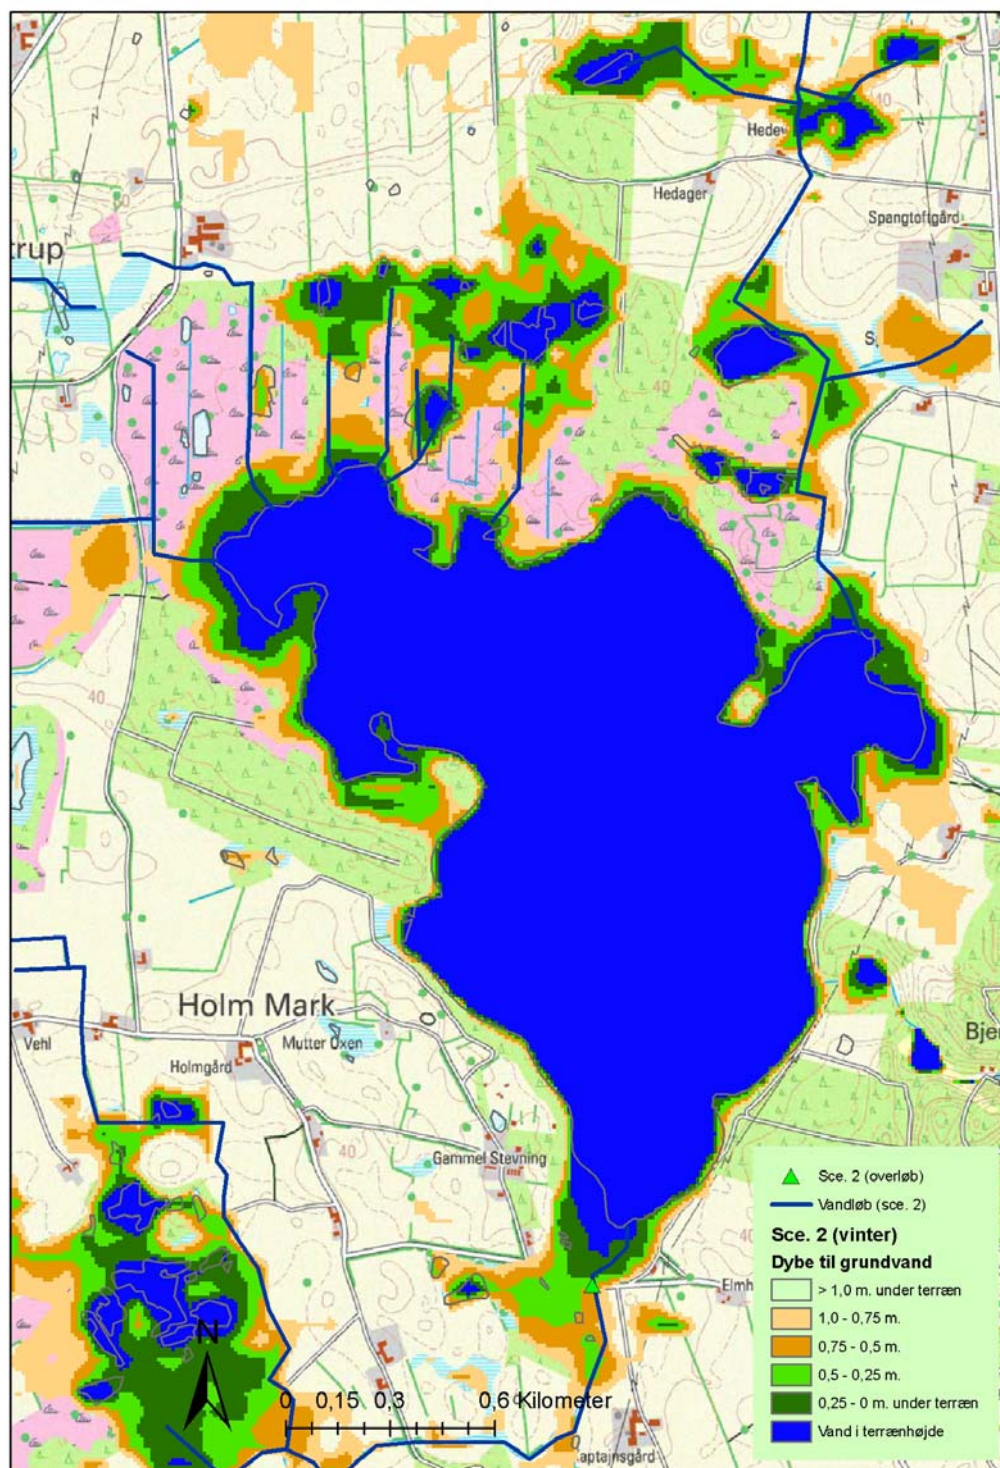 Hedager
Spangtoftgård
trup
S.
40
40
40
Holm Mark
Vehl
Mutter Oxen
Holmgård
Bje
40
Gammel Stevning
Elmh
40
N
0 0,15 0,3 0,6 Kilometer
aptajnsgård
Sce. 2 (overløb)
Vandløb (sce. 2)
Sce. 2 (vinter)
Dybe til grundvand
> 1,0 m. under terræn
1,0 - 0,75 m.
0,75 - 0,5 m.
0,5 - 0,25 m.
0,25 - 0 m. under terræn
Vand i terrænhøjde